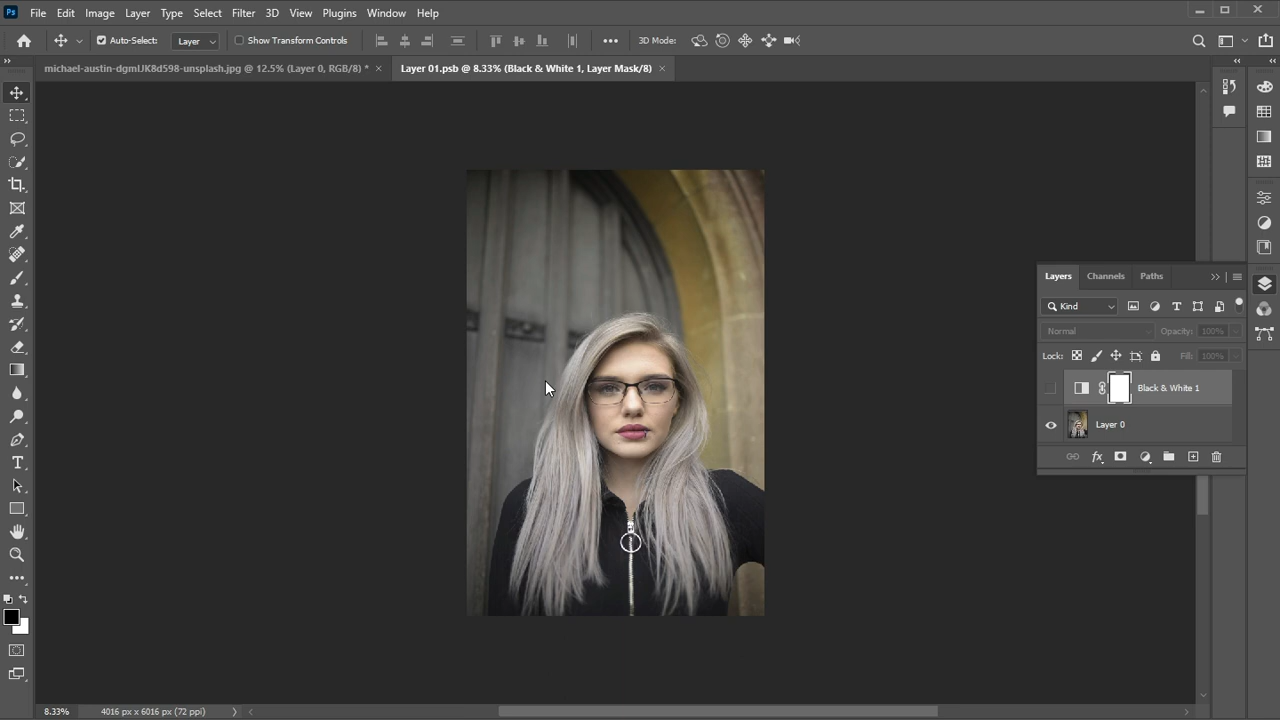 Ps File Edit Image Layer Type Select Filter 3D View Plugins Window Help
Auto-Select: Layer Show Transform Controls 3D Mode:
michael-austin-dgmIJK8d598-unsplash.jpg @ 12.5% (Layer 0, RGB/8) * Layer 01.psb @ 8.33% (Black & White 1, Layer Mask/8)
Layers Channels Paths
Kind
Normal Opacity: 100%
Lock: Fill: 100%
Black & White 1
Layer 0
fx
8.33% 4016 px x 6016 px (72 ppi)